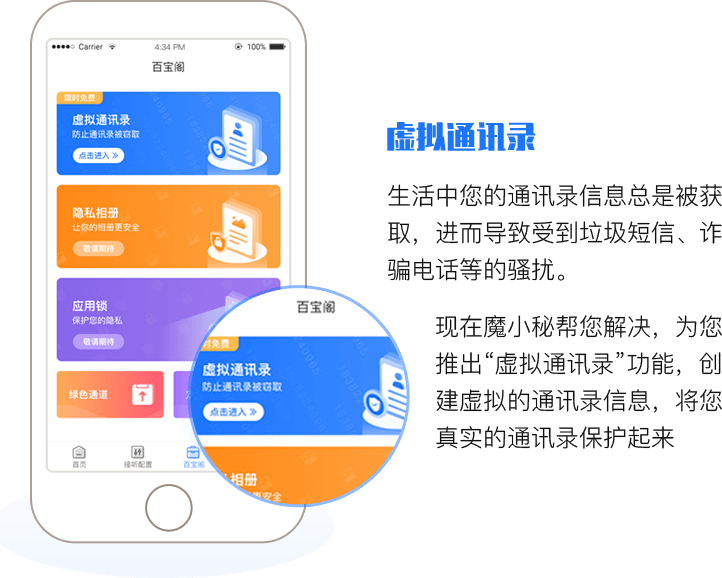 Carrier 4:34 PM 100%
百宝阁
限时免费
虚拟通讯录
防止通讯录被窃取
点击进入
隐私相册
让你的相册更安全
敬请期待
应用锁
保护您的隐私
敬请期待
绿色通道
首页 接听配置 百宝阁
百宝阁
时免费
虚拟通讯录
防止通讯录被窃取
点击进入
相册
更安全
虚拟通讯录
生活中您的通讯录信息总是被获
取，进而导致受到垃圾短信、诈
骗电话等的骚扰。
现在魔小秘帮您解决，为您
推出“虚拟通讯录”功能，创
建虚拟的通讯录信息，将您
真实的通讯录保护起来